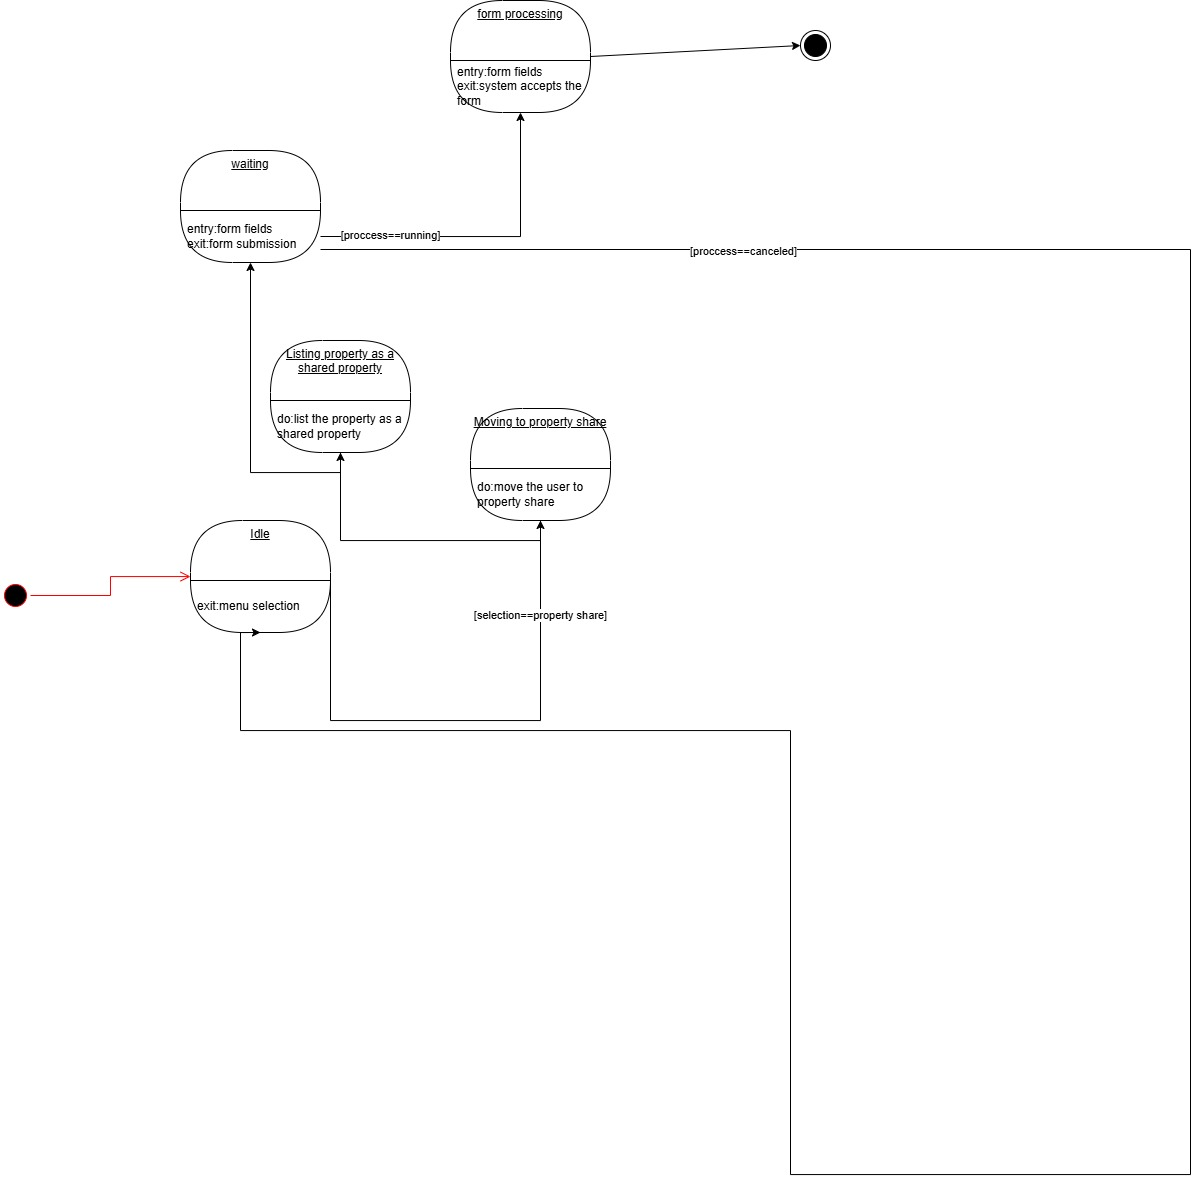 form processing
entry:form fields
exit:system accepts the
form
waiting
entry:form fields
exit:form submission
[proccess==running]
[proccess==canceled]
Listing property as a
shared property
do:list the property as a
shared property
Moving to property share
do:move the user to
property share
Idle
exit:menu selection
[selection==property share]